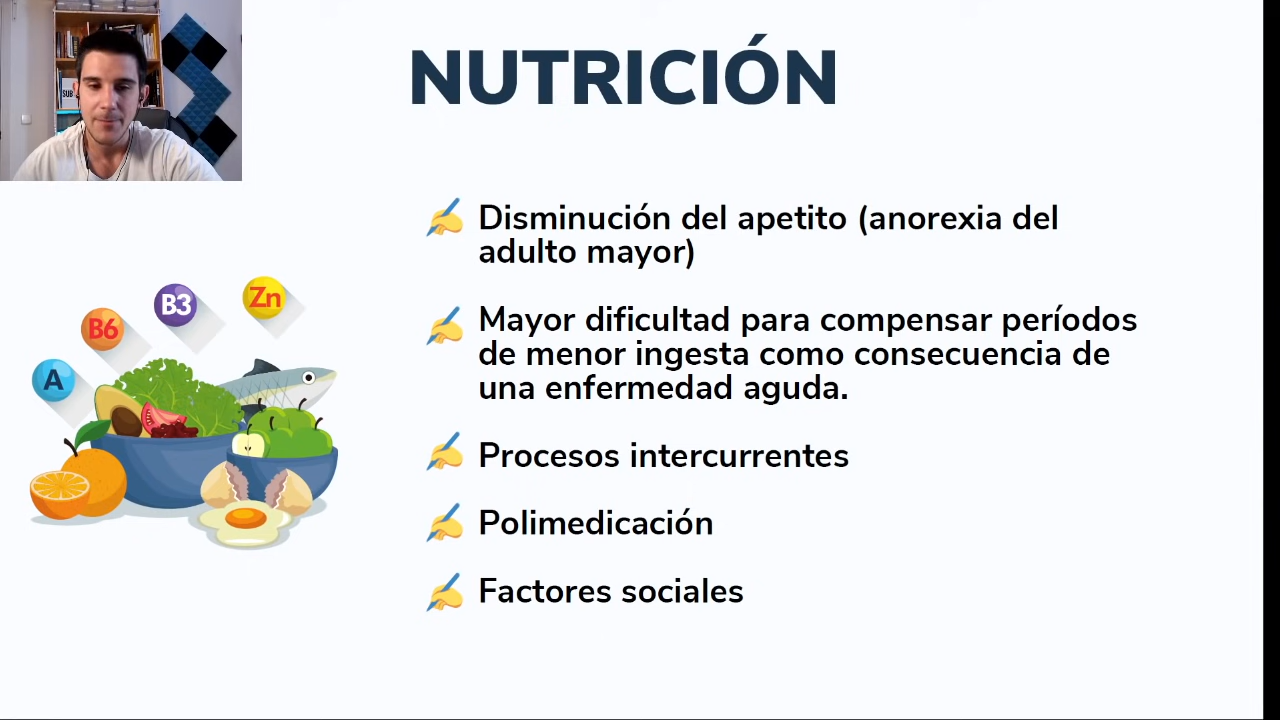 NUTRICIÓN
SUB
Disminución del apetito (anorexia del
adulto mayor)
B3
Zn
B6
A
Mayor dificultad para compensar períodos
de menor ingesta como consecuencia de
una enfermedad aguda.
Procesos intercurrentes
Polimedicación
Factores sociales